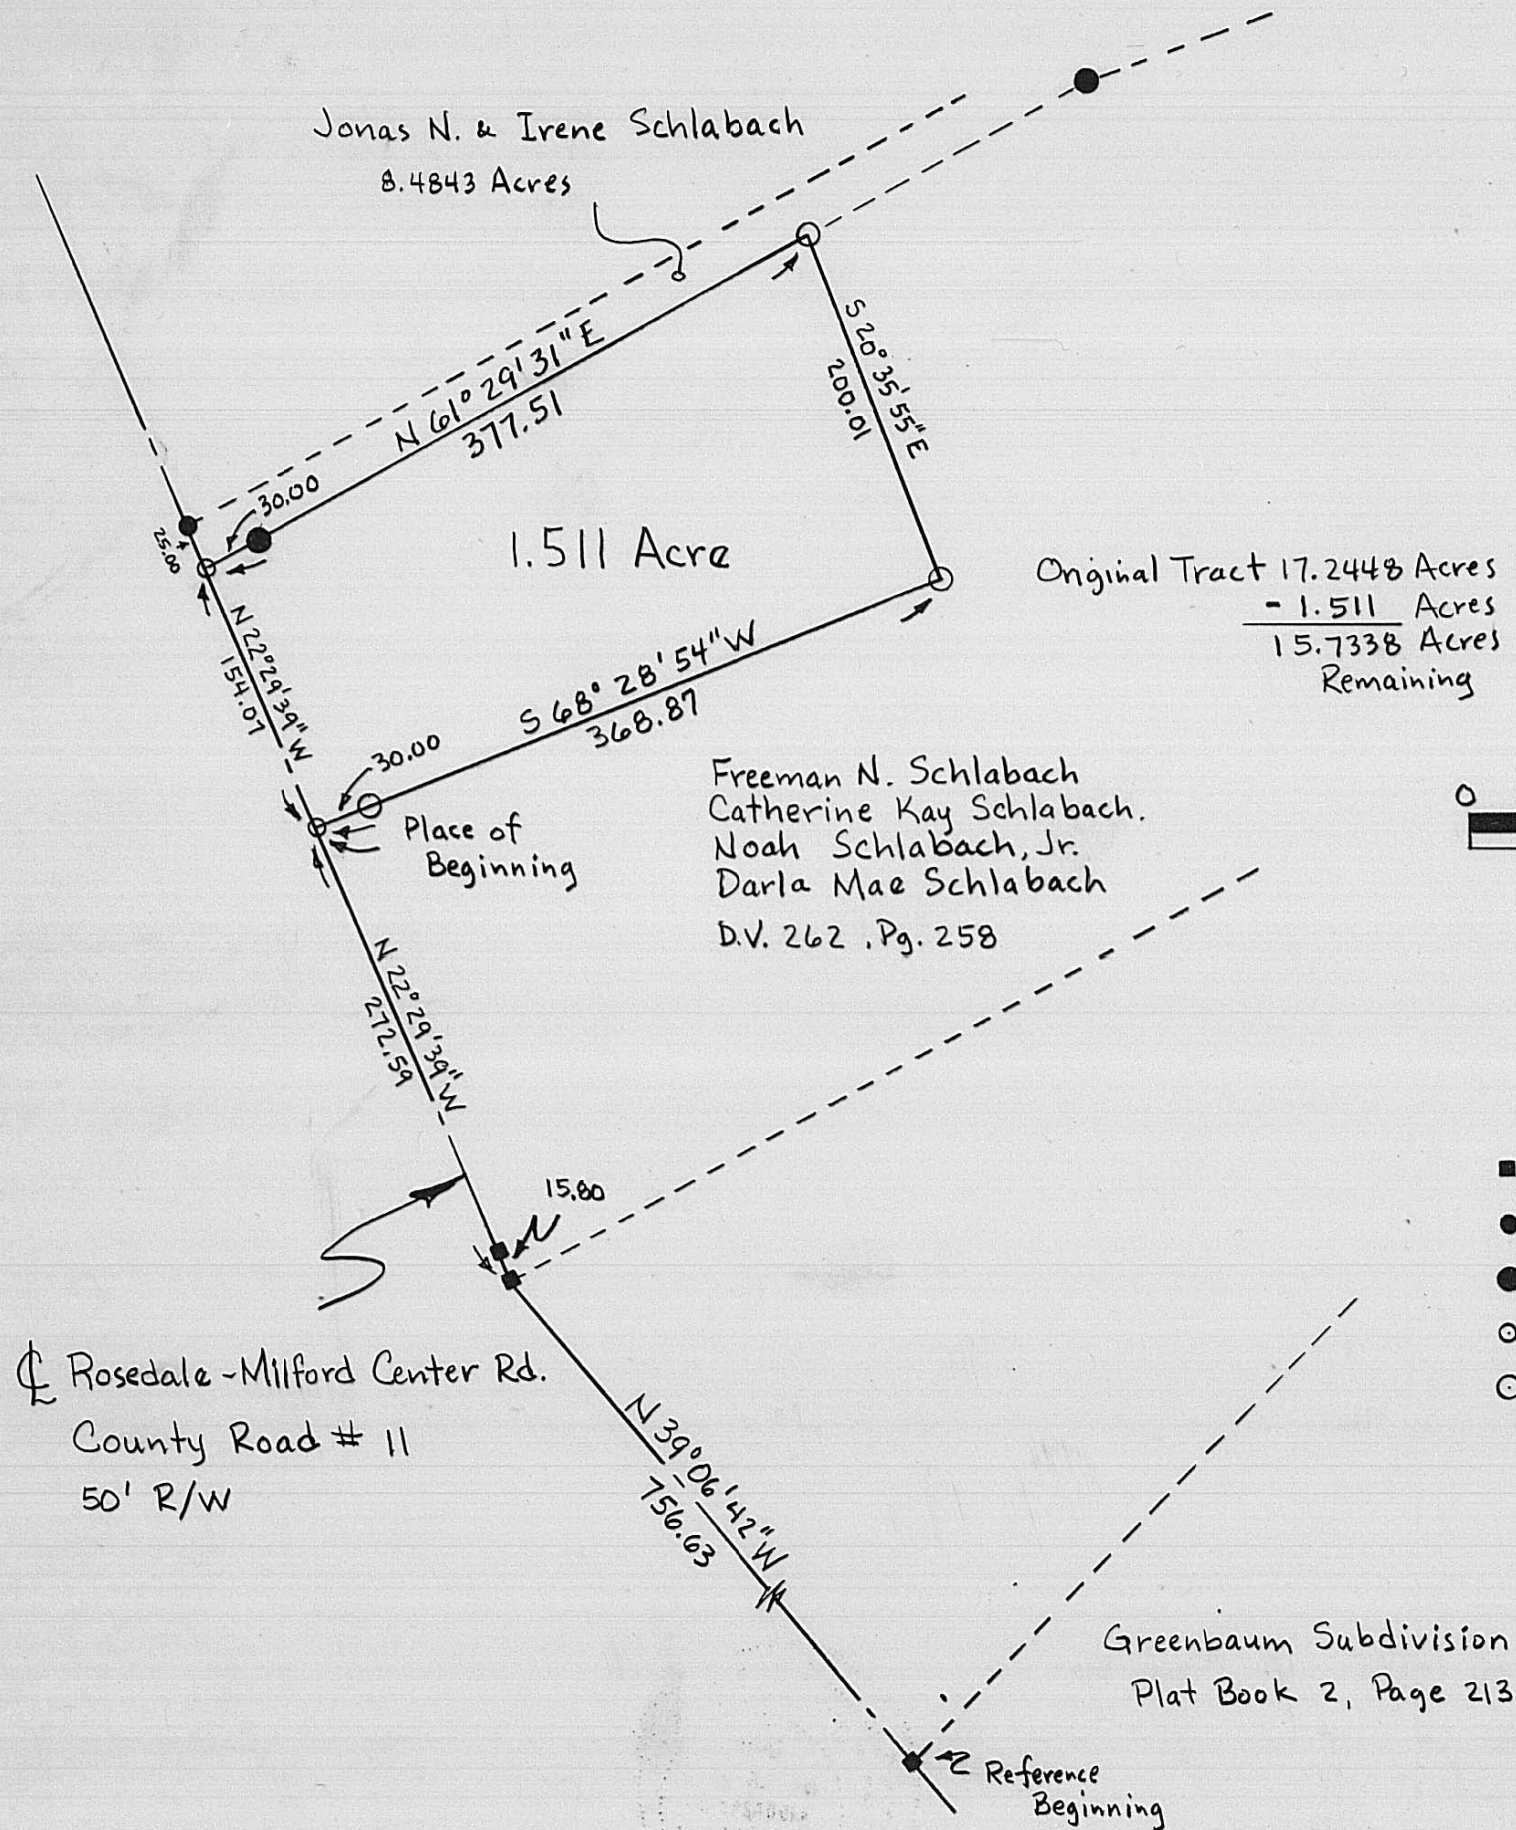 Jonas N. & Irene Schlabach
8.4843 Acres
N 61° 29' 31" E
377.51
S 20° 35' 55" E
200.01
30.00
25.00
1.511 Acre
Original Tract 17.2448 Acres
- 1.511 Acres
15.7338 Acres
Remaining
N 22° 29' 39" W
154.07
S 68° 28' 54" W
368.87
30.00
Place of
Beginning
Freeman N. Schlabach
Catherine Kay Schlabach.
Noah Schlabach, Jr.
Darla Mae Schlabach
D.V. 262, Pg. 258
0
N 22° 29' 39" W
272.59
15.80
℄ Rosedale-Milford Center Rd.
County Road # 11
50' R/W
N 39° 06' 42" W
756.63
Greenbaum Subdivision
Plat Book 2, Page 213
Reference
Beginning